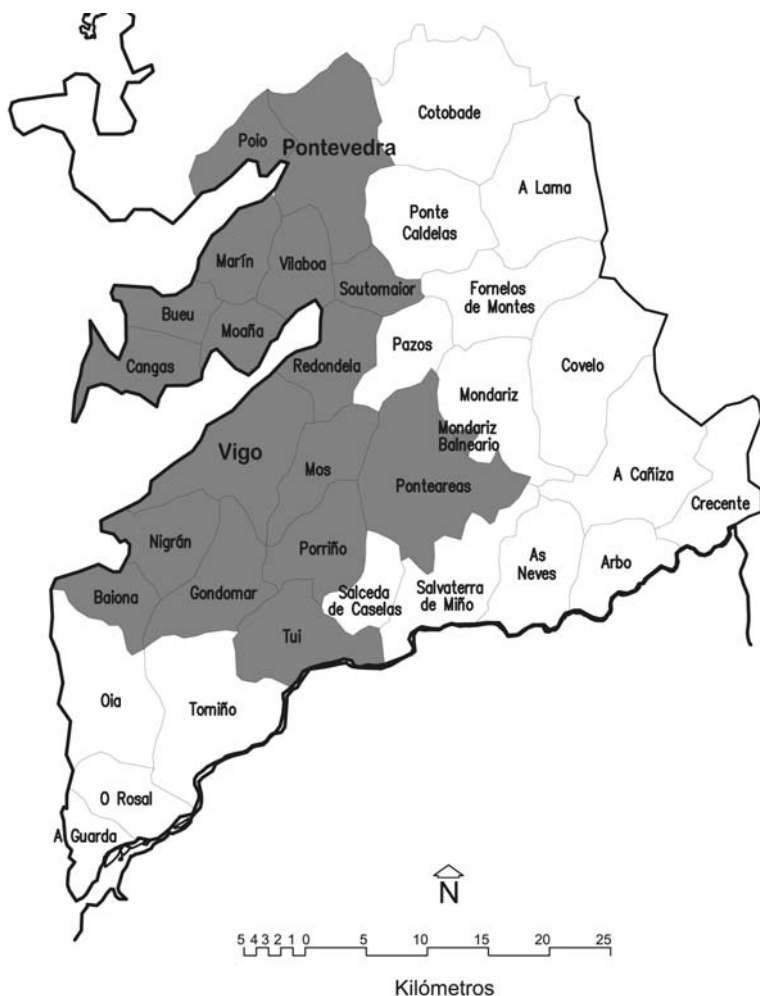 Cotobade
Poio
Pontevedra
A Lama
Ponte
Caldelas
Marín
Vilaboa
Soutomaior
Fornelos
de Montes
Bueu
Moaña
Pazos
Cangas
Redondela
Covelo
Mondariz
Mondariz
Balneario
Vigo
Mos
Ponteareas
A Cañiza
Crecente
Nigrán
Porriño
As
Neves
Arbo
Baiona
Gondomar
Salceda
de Caselas
Salvaterra
de Miño
Tui
Oia
Tomiño
O Rosal
A Guarda
N
5 4 3 2 1 0 5 10 15 20 25
Kilómetros